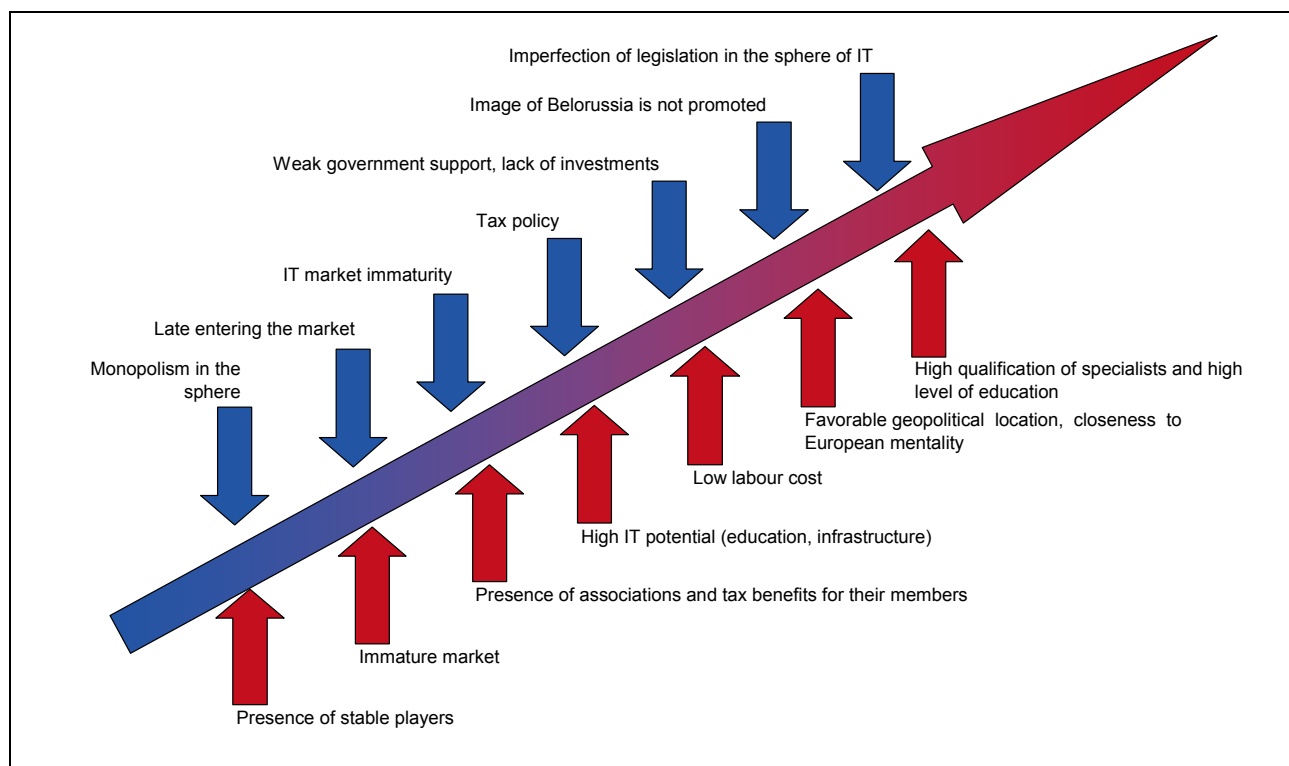 Imperfection of legislation in the sphere of IT
Image of Belorussia is not promoted
Weak government support, lack of investments
Tax policy
IT market immaturity
Late entering the market
Monopolism in the
sphere
High qualification of specialists and high
level of education
Favorable geopolitical location, closeness to
European mentality
Low labour cost
High IT potential (education, infrastructure)
Presence of associations and tax benefits for their members
Immature market
Presence of stable players